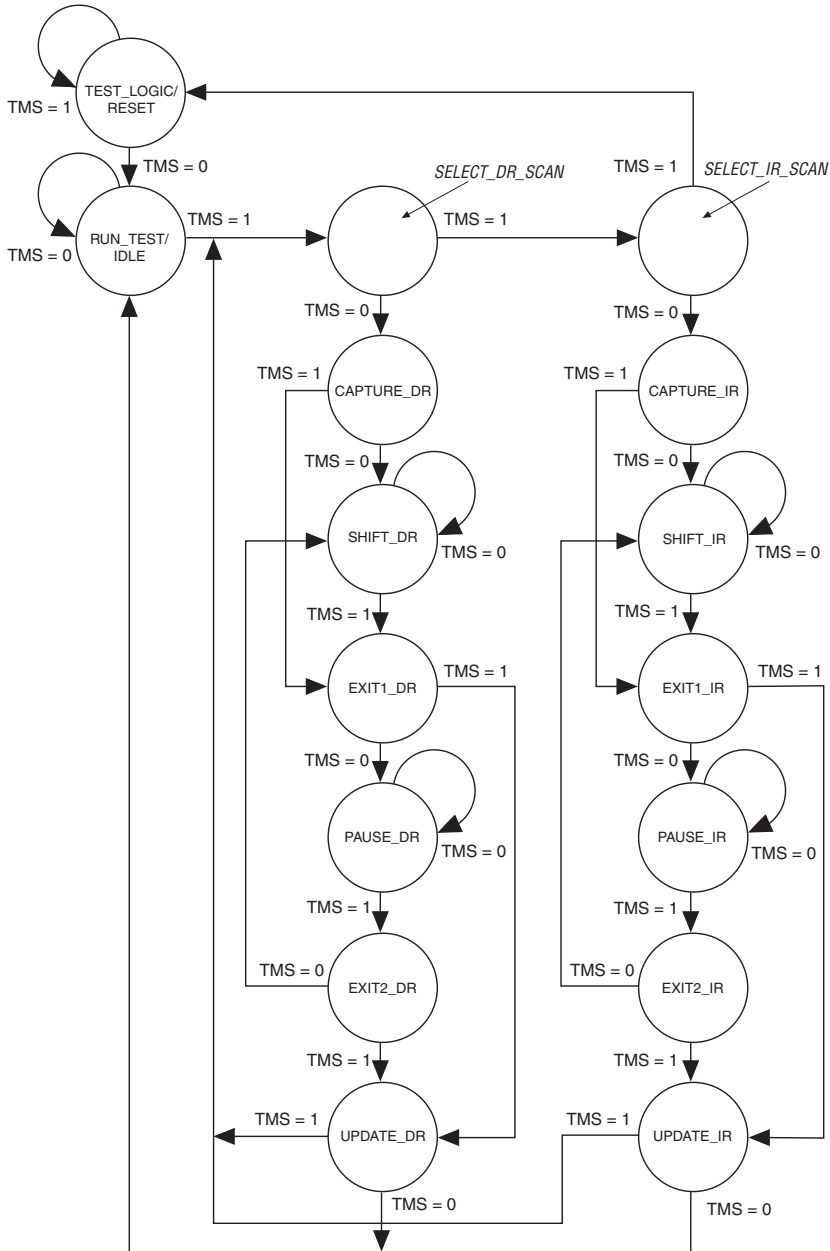 TEST_LOGIC/
RESET
TMS = 1
TMS = 0
TMS = 1
SELECT_DR_SCAN
SELECT_IR_SCAN
RUN_TEST/
IDLE
TMS = 0
TMS = 1
TMS = 1
TMS = 0
TMS = 0
TMS = 1
CAPTURE_DR
TMS = 1
CAPTURE_IR
TMS = 0
TMS = 0
SHIFT_DR
TMS = 0
SHIFT_IR
TMS = 0
TMS = 1
TMS = 1
EXIT1_DR
TMS = 1
EXIT1_IR
TMS = 1
TMS = 0
TMS = 0
PAUSE_DR
TMS = 0
PAUSE_IR
TMS = 0
TMS = 1
TMS = 1
TMS = 0
EXIT2_DR
TMS = 0
EXIT2_IR
TMS = 1
TMS = 1
TMS = 1
UPDATE_DR
TMS = 1
UPDATE_IR
TMS = 0
TMS = 0